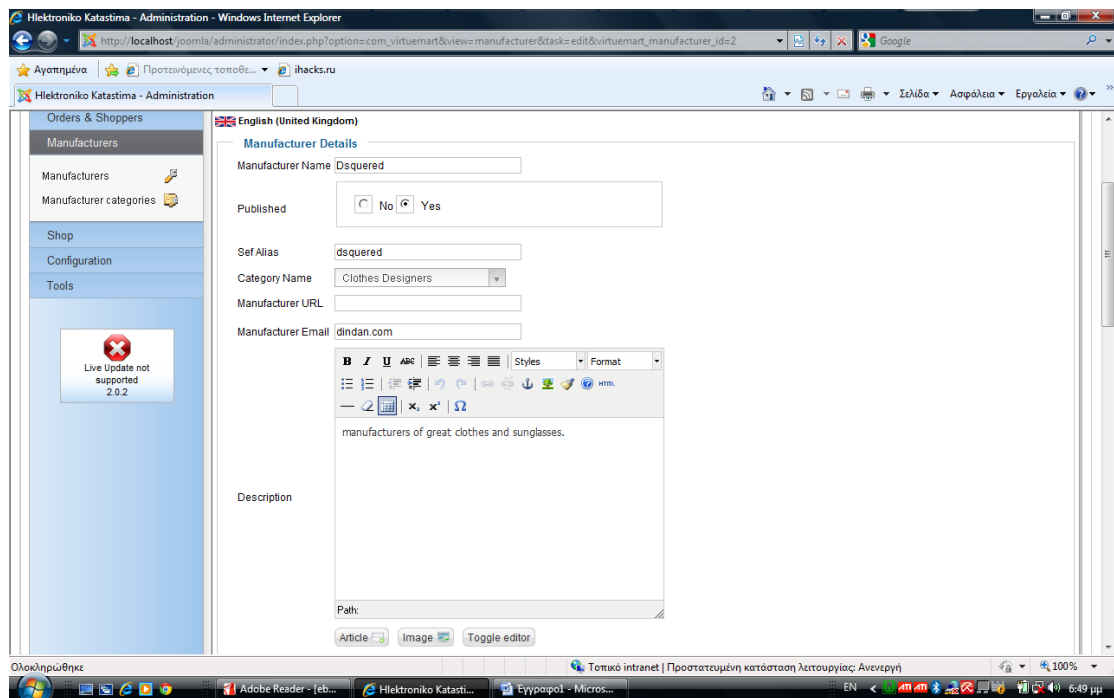 Hlektroniko Katastima - Administration - Windows Internet Explorer
http://localhost/joomla/administrator/index.php?option=com_virtuemart&view=manufacturer&task=edit&virtuemart_manufacturer_id=2 Google
Αγαπημένα Προτεινόμενες τοποθε... ihacks.ru
Hlektroniko Katastima - Administration Σελίδα Ασφάλεια Εργαλεία
Orders & Shoppers
Manufacturers
Manufacturers
Manufacturer categories
Shop
Configuration
Tools
Live Update not
supported
2.0.2
English (United Kingdom)
Manufacturer Details
Manufacturer Name Dsquered
Published No Yes
Sef Alias dsquered
Category Name Clothes Designers
Manufacturer URL
Manufacturer Email dindan.com
B I U ABC Styles Format
HTML
Ω
manufacturers of great clothes and sunglasses.
Description
Path:
Article Image Toggle editor
Ολοκληρώθηκε Τοπικό intranet | Προστατευμένη κατάσταση λειτουργίας: Ανενεργή 100%
Adobe Reader - [eb... Hlektroniko Katasti... Έγγραφο1 - Micros... EN 6:49 μμ